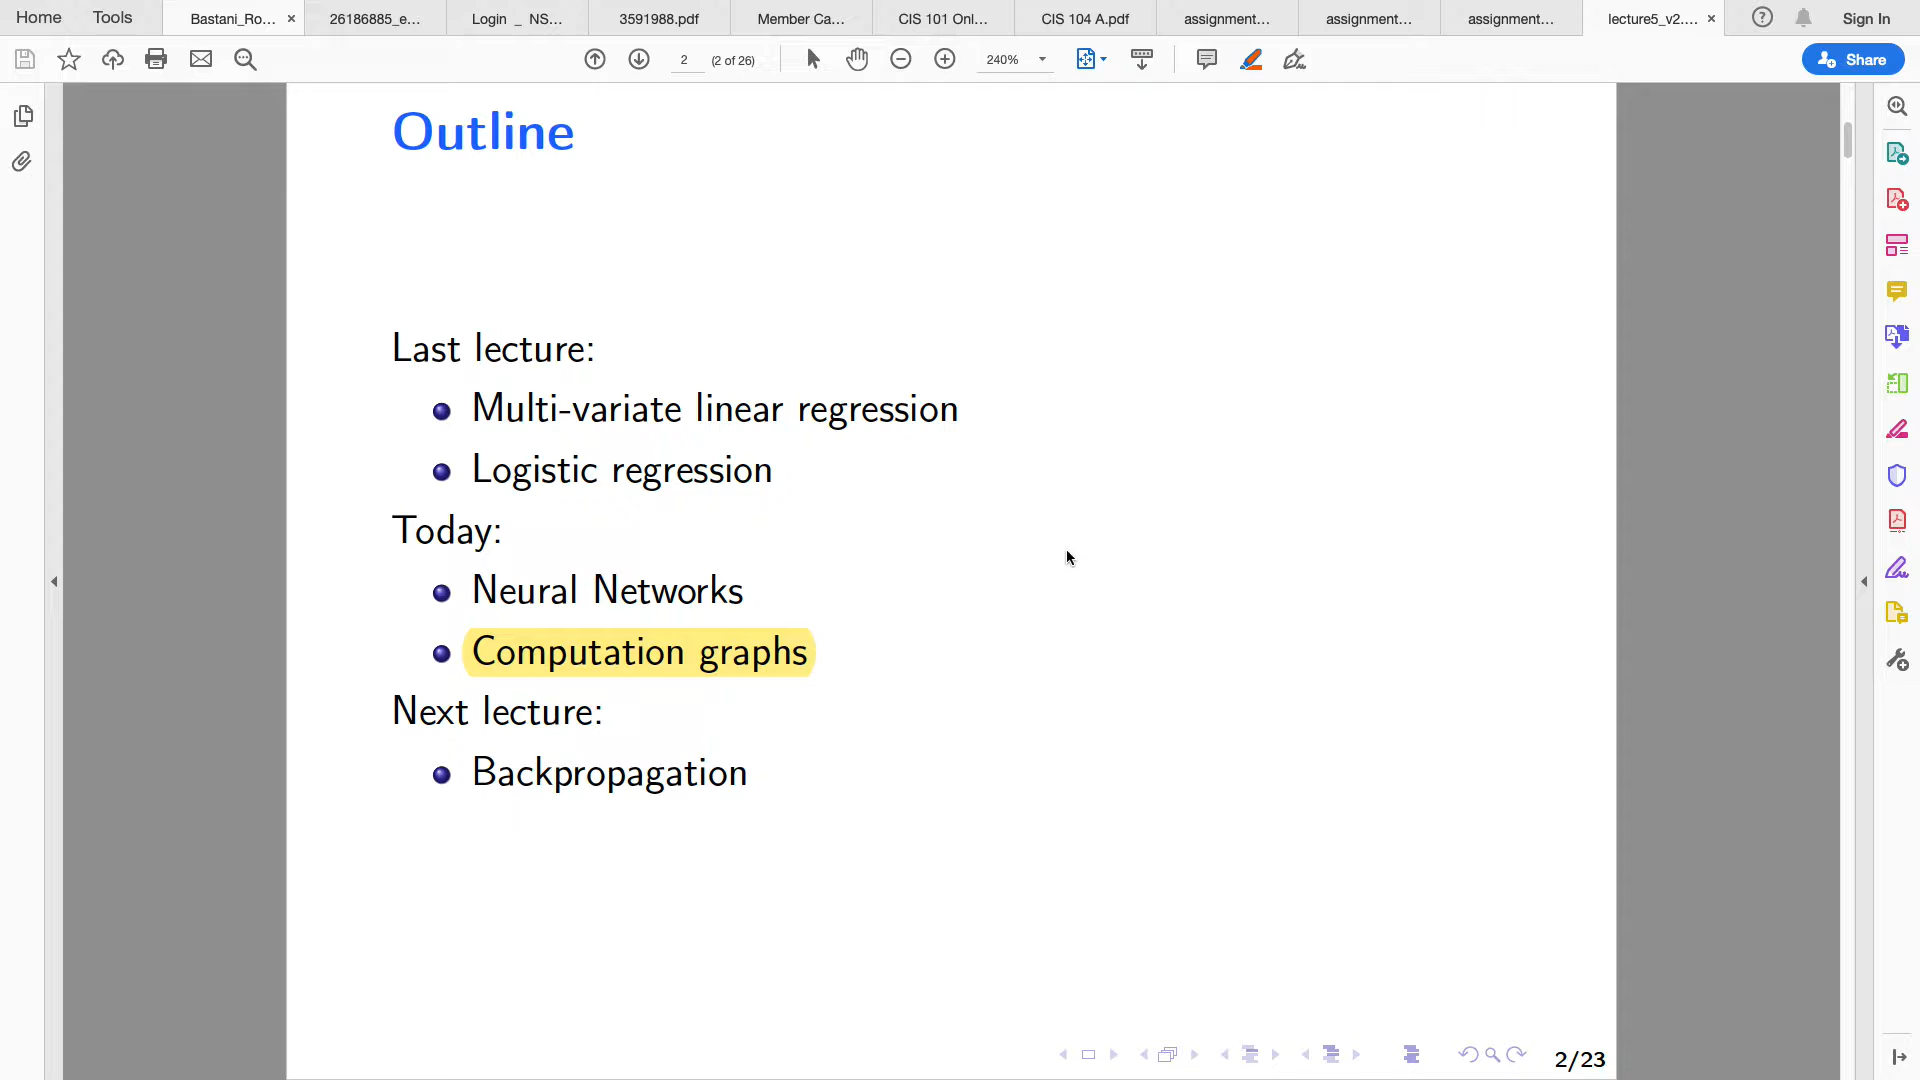 Home Tools Bastani_Ro... × 26186885_e... Login _ NS... 3591988.pdf Member Ca... CIS 101 Onl... CIS 104 A.pdf assignment... assignment... assignment... lecture5_v2.... × Sign In
2 (2 of 26) 240% Share
Outline
Last lecture:
Multi-variate linear regression
Logistic regression
Today:
Neural Networks
Computation graphs
Next lecture:
Backpropagation
2/23